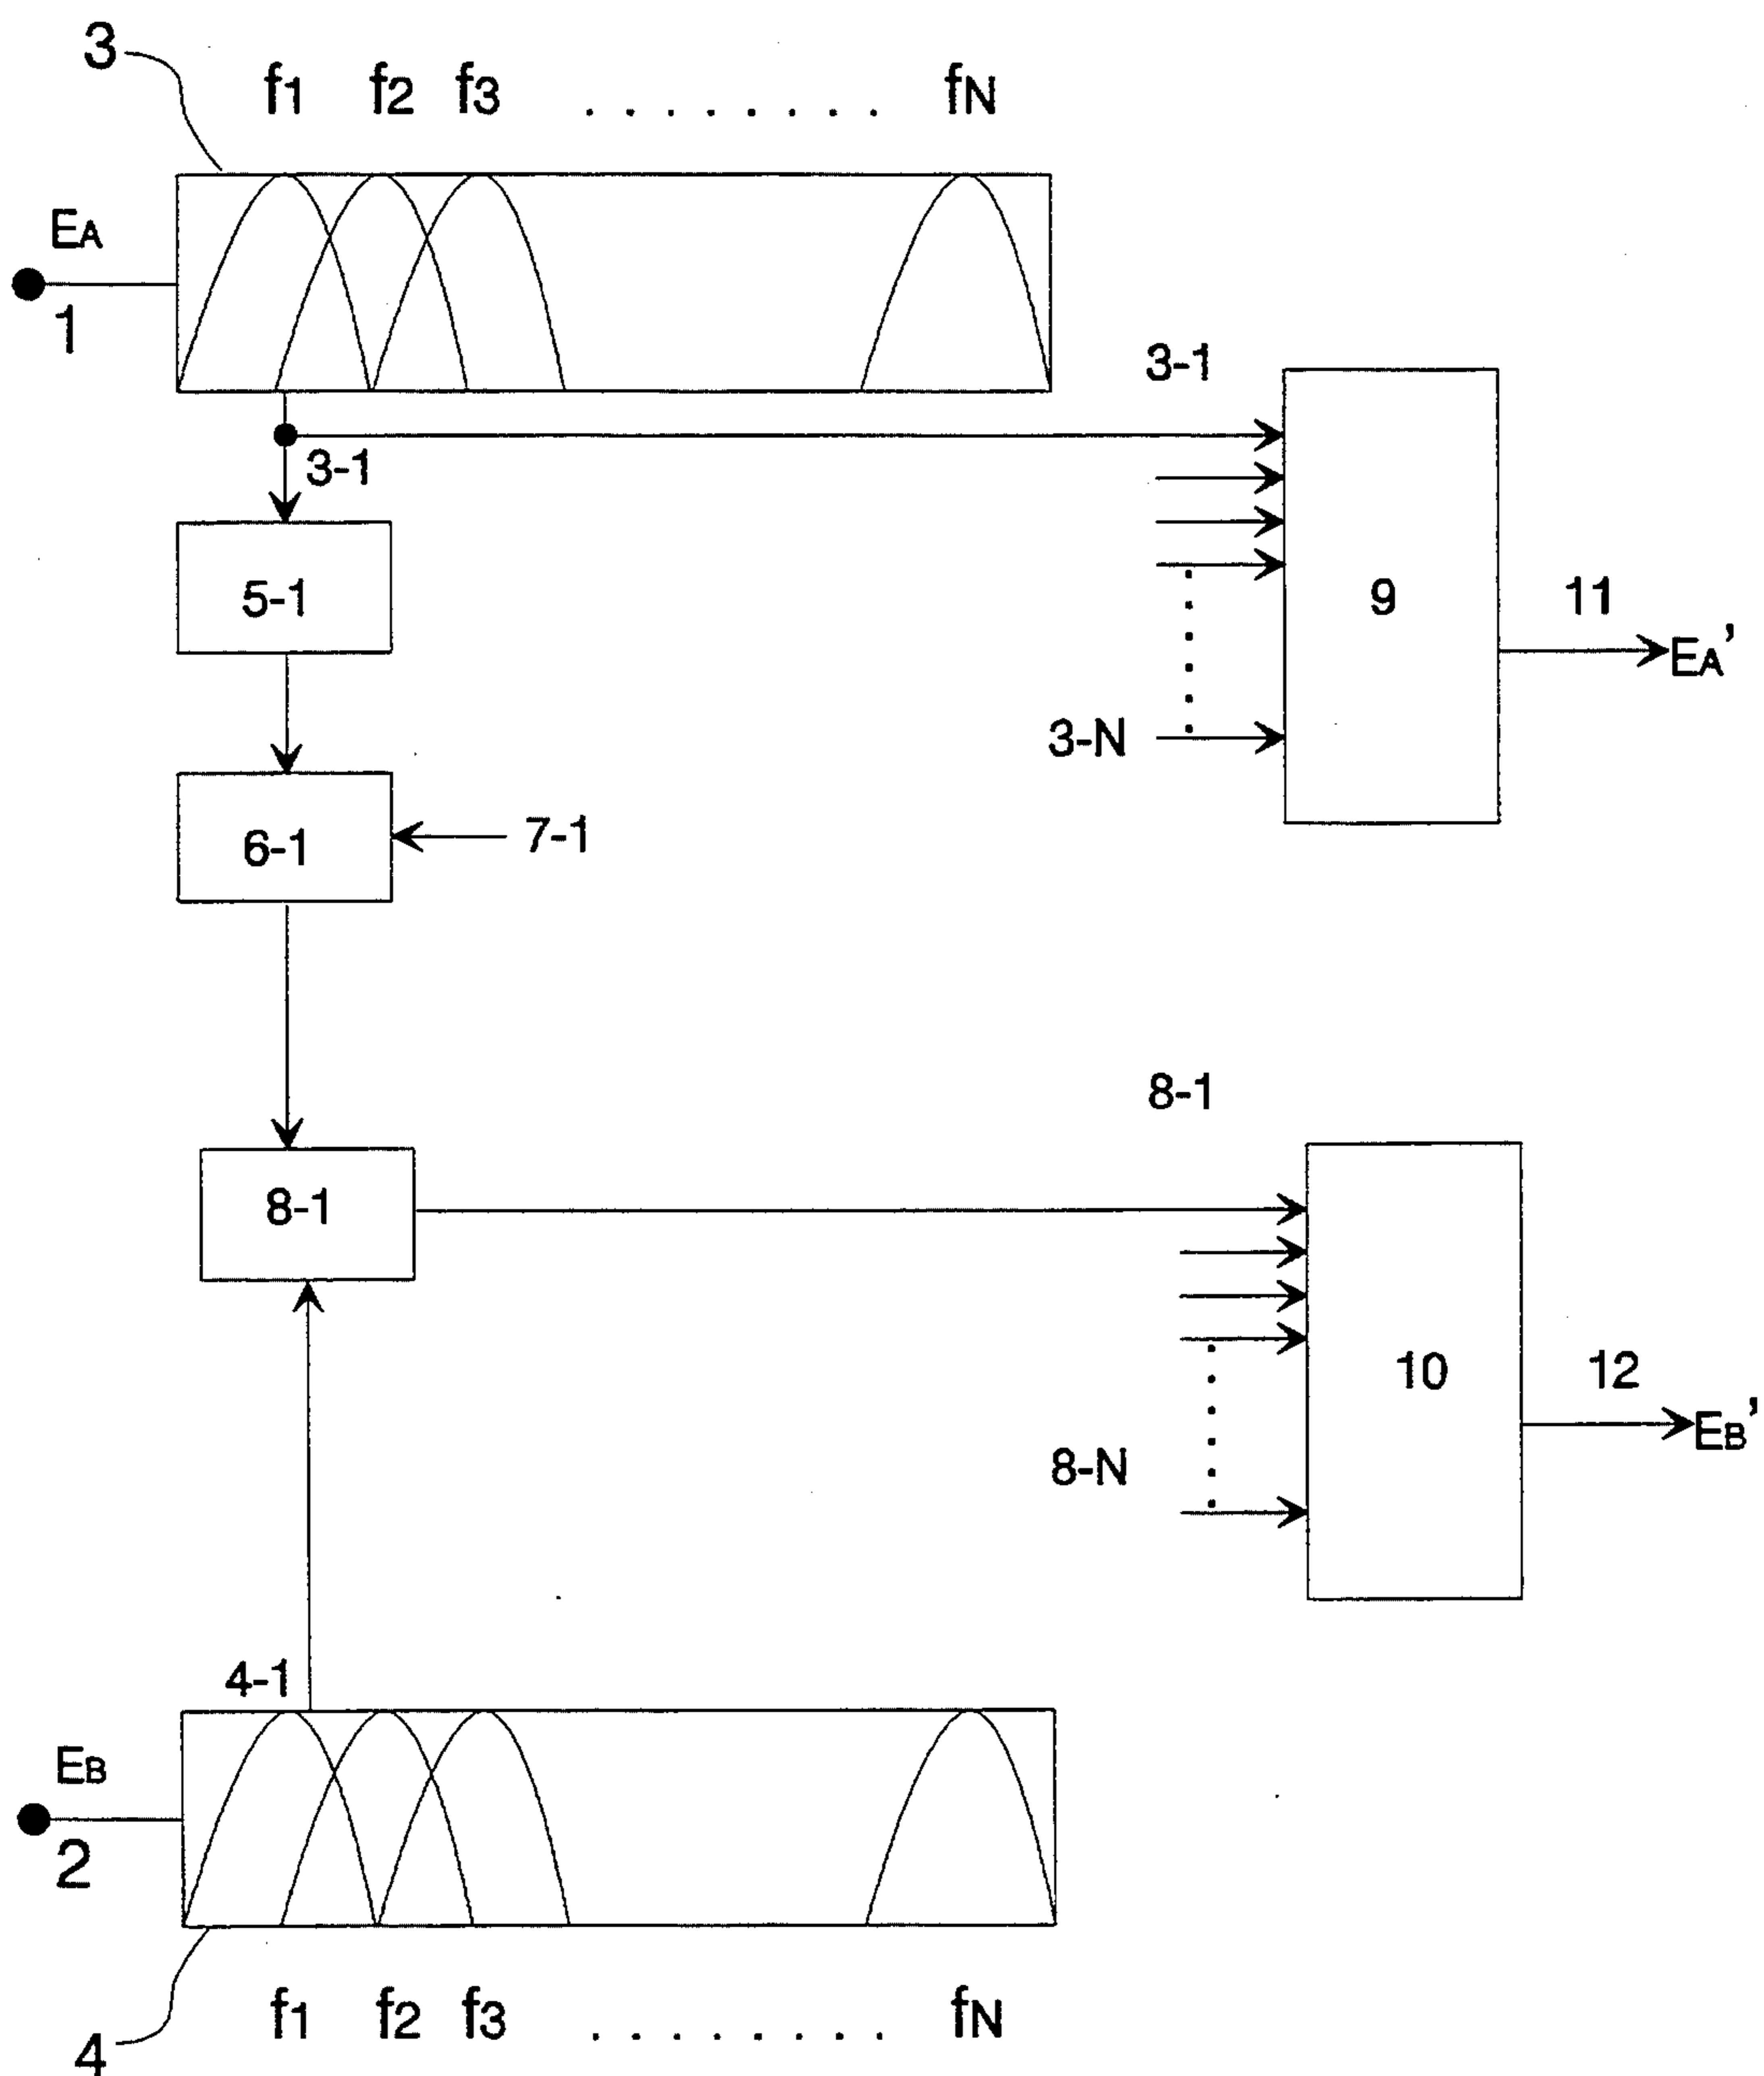 3
f1 f2 f3 . . . . . . . . fN
EA
1
3-1
3-1
5-1
9
11
EA'
3-N
6-1
7-1
8-1
8-1
10
12
EB'
8-N
4-1
EB
2
f1 f2 f3 . . . . . . . . fN
4